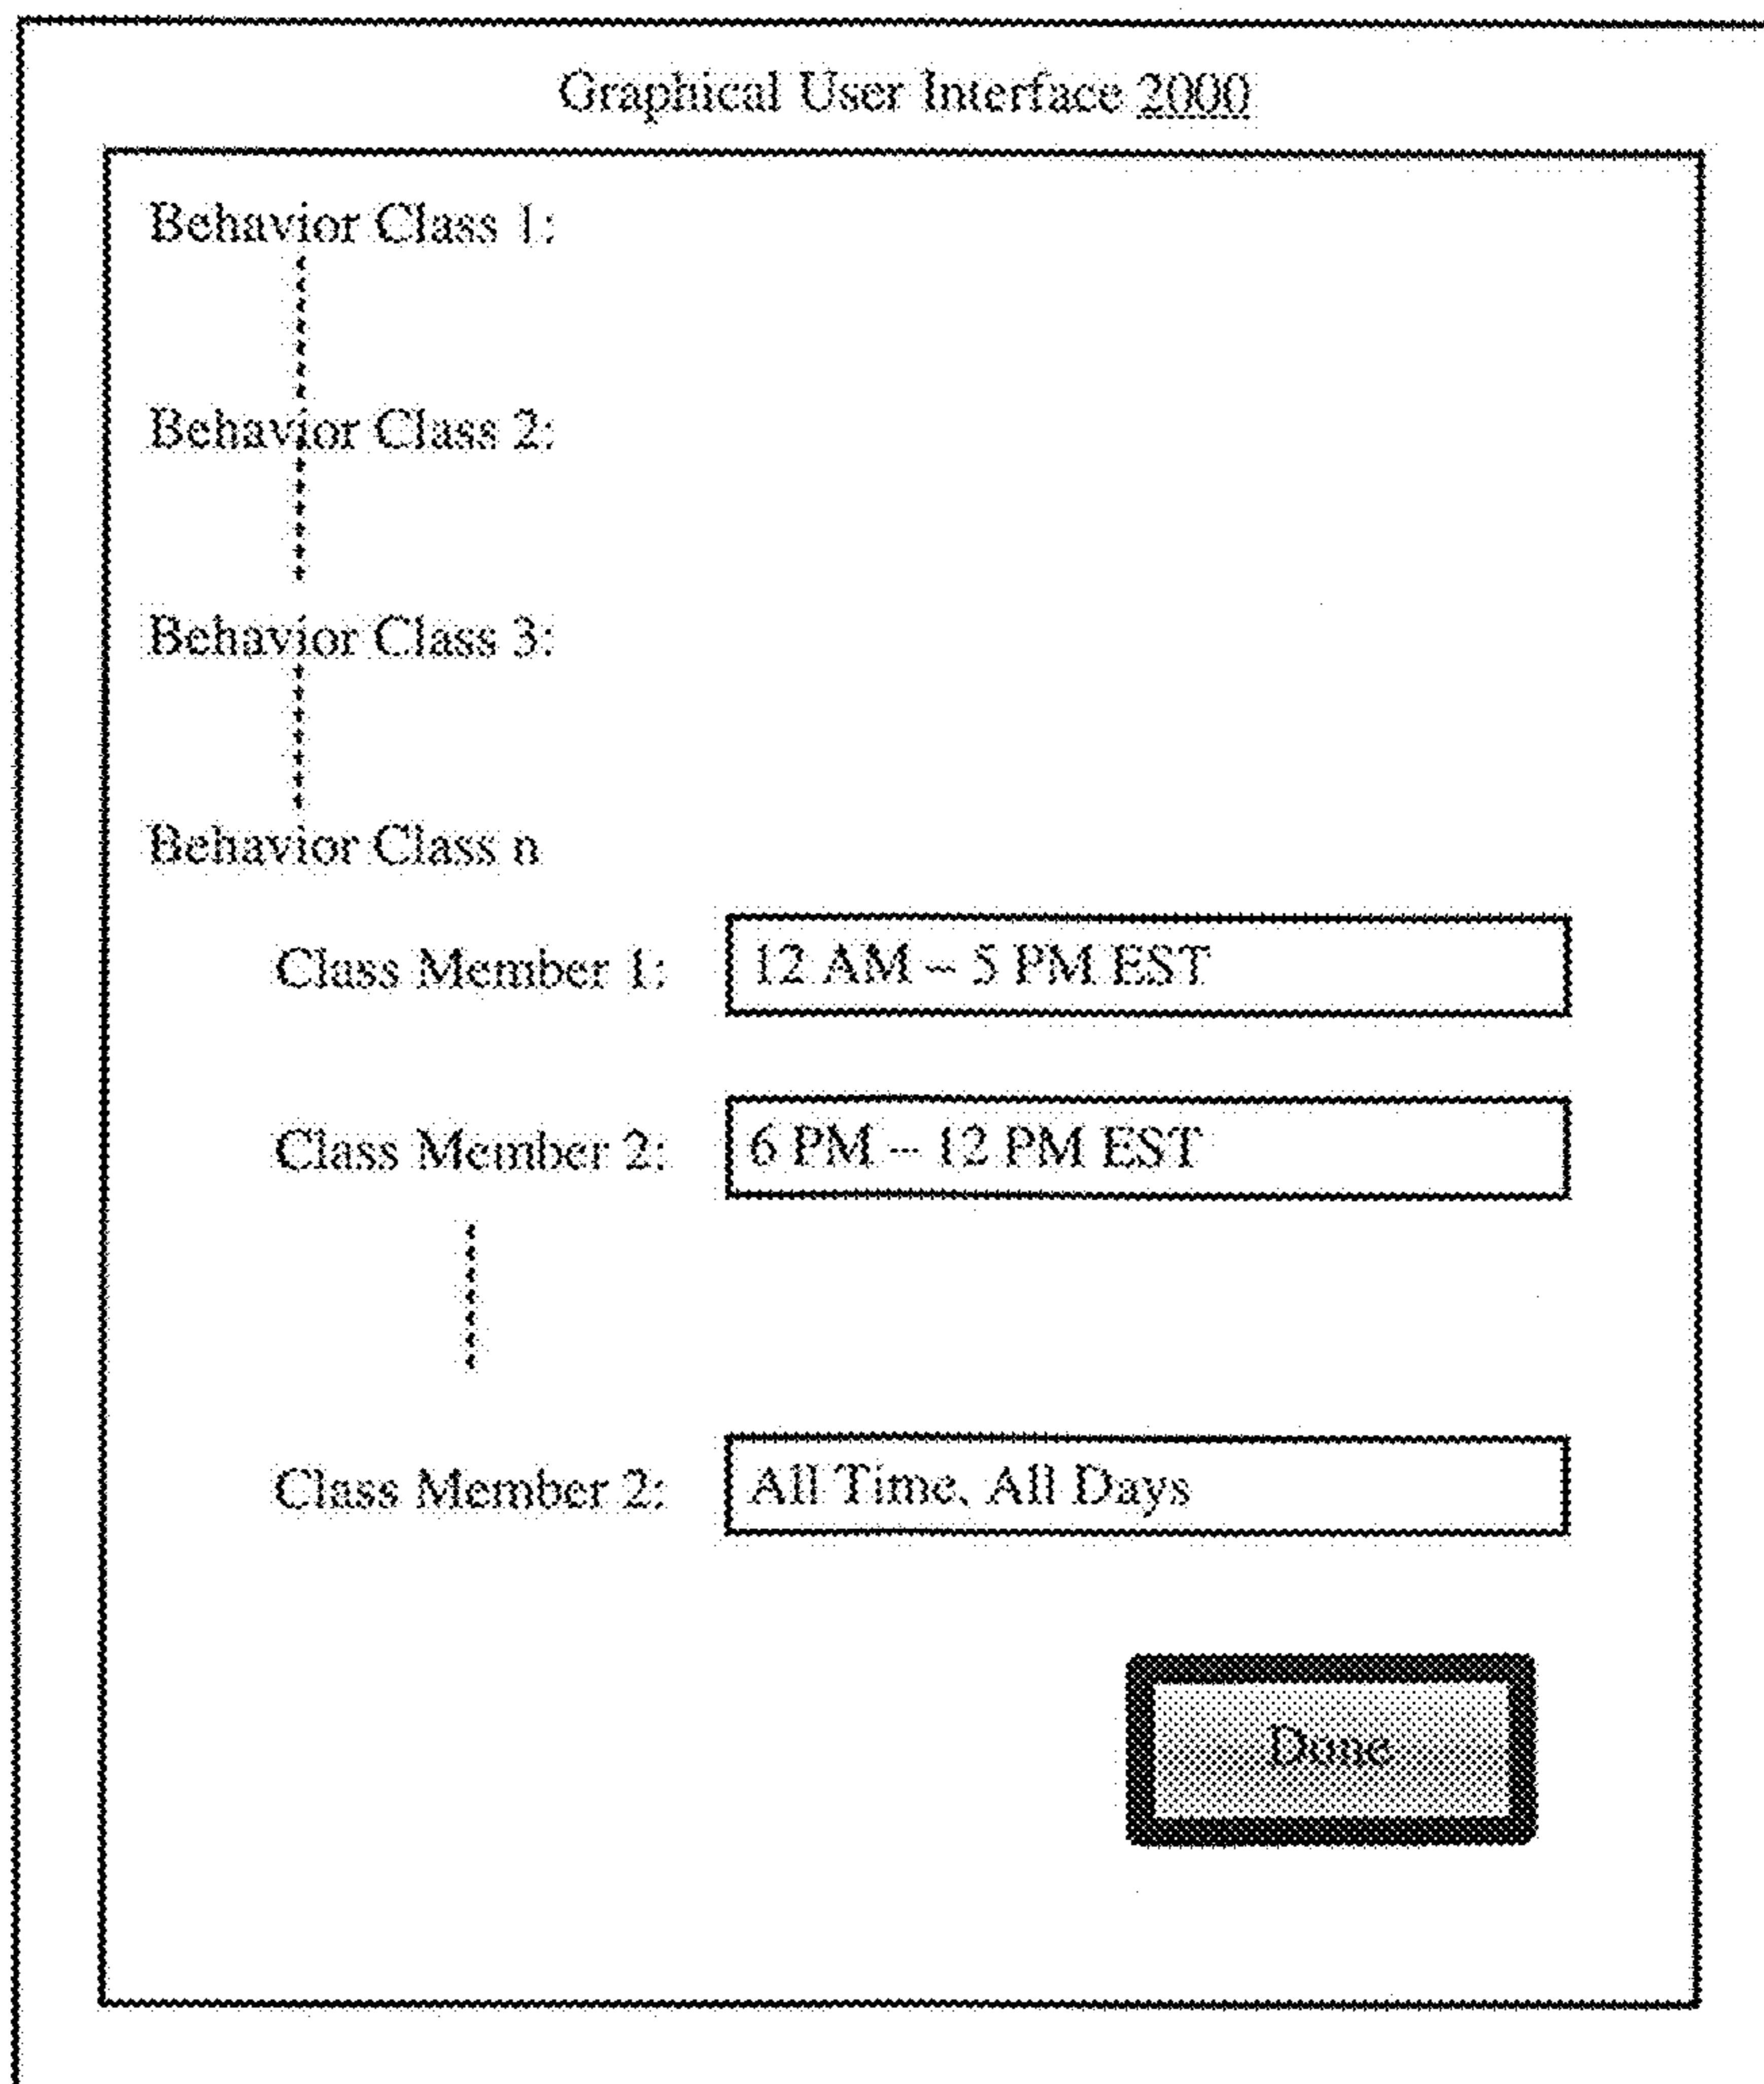 Graphical User Interface 2000
Behavior Class 1:
Behavior Class 2:
Behavior Class 3:
Behavior Class n
Class Member 1: 12 AM – 5 PM EST
Class Member 2: 6 PM – 12 PM EST
Class Member 2: All Time, All Days
Done